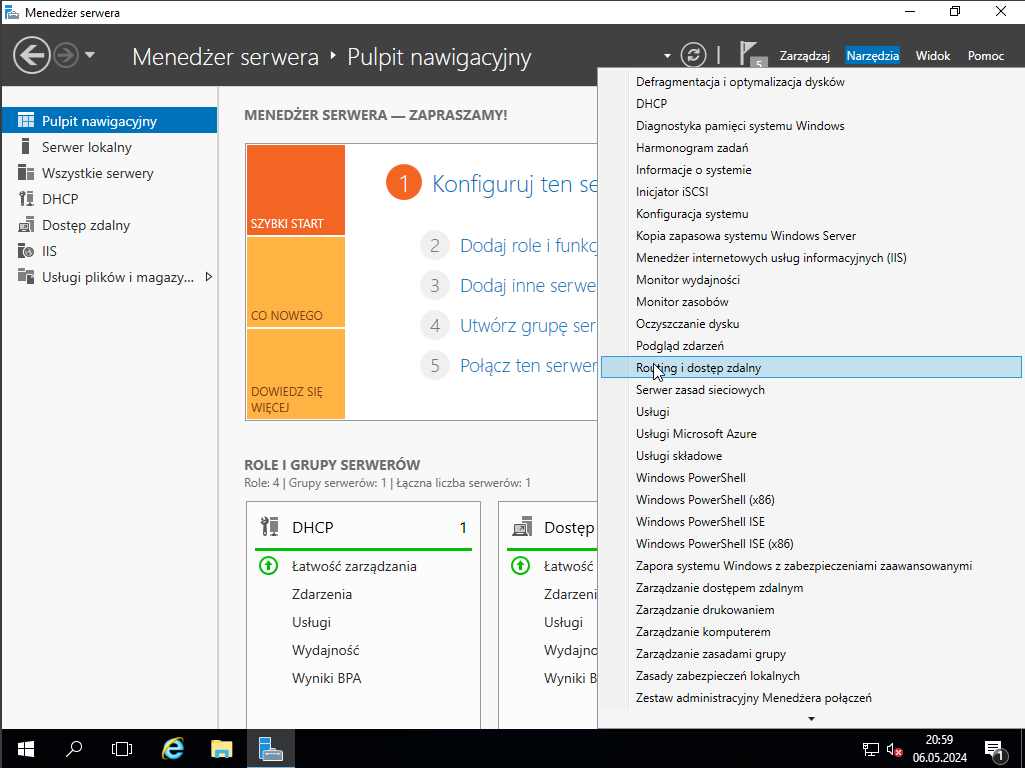 Menedżer serwera
Menedżer serwera ‣ Pulpit nawigacyjny
5
Zarządzaj
Narzędzia
Widok
Pomoc
Pulpit nawigacyjny
Serwer lokalny
Wszystkie serwery
DHCP
Dostęp zdalny
IIS
Usługi plików i magazy...
MENEDŻER SERWERA — ZAPRASZAMY!
SZYBKI START
CO NOWEGO
DOWIEDZ SIĘ
WIĘCEJ
1 Konfiguruj ten se
2 Dodaj role i funkc
3 Dodaj inne serwe
4 Utwórz grupę ser
5 Połącz ten serwer
ROLE I GRUPY SERWERÓW
Role: 4 | Grupy serwerów: 1 | Łączna liczba serwerów: 1
DHCP 1
Łatwość zarządzania
Zdarzenia
Usługi
Wydajność
Wyniki BPA
Dostęp
Łatwość
Zdarzeni
Usługi
Wydajno
Wyniki B
Defragmentacja i optymalizacja dysków
DHCP
Diagnostyka pamięci systemu Windows
Harmonogram zadań
Informacje o systemie
Inicjator iSCSI
Konfiguracja systemu
Kopia zapasowa systemu Windows Server
Menedżer internetowych usług informacyjnych (IIS)
Monitor wydajności
Monitor zasobów
Oczyszczanie dysku
Podgląd zdarzeń
Routing i dostęp zdalny
Serwer zasad sieciowych
Usługi
Usługi Microsoft Azure
Usługi składowe
Windows PowerShell
Windows PowerShell (x86)
Windows PowerShell ISE
Windows PowerShell ISE (x86)
Zapora systemu Windows z zabezpieczeniami zaawansowanymi
Zarządzanie dostępem zdalnym
Zarządzanie drukowaniem
Zarządzanie komputerem
Zarządzanie zasadami grupy
Zasady zabezpieczeń lokalnych
Zestaw administracyjny Menedżera połączeń
20:59
06.05.2024
1